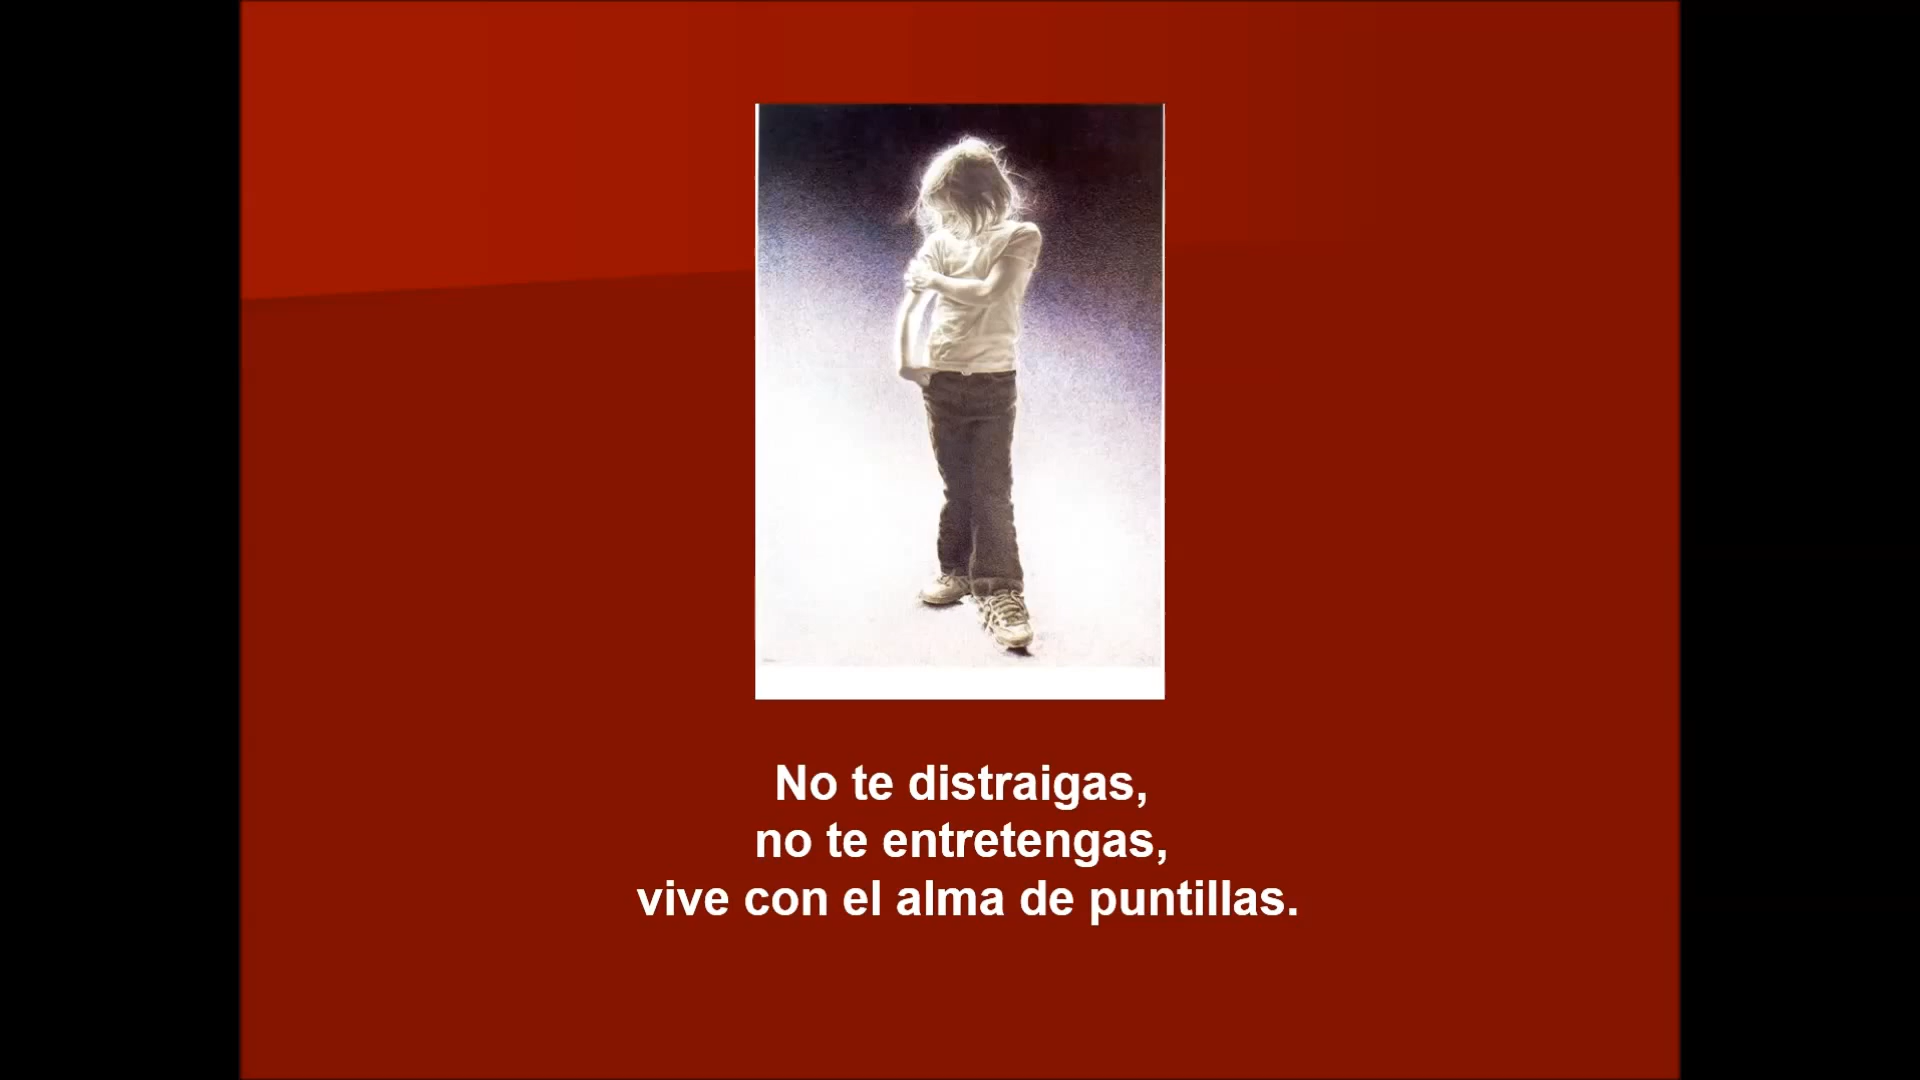 No te distraigas,
no te entretengas,
vive con el alma de puntillas.